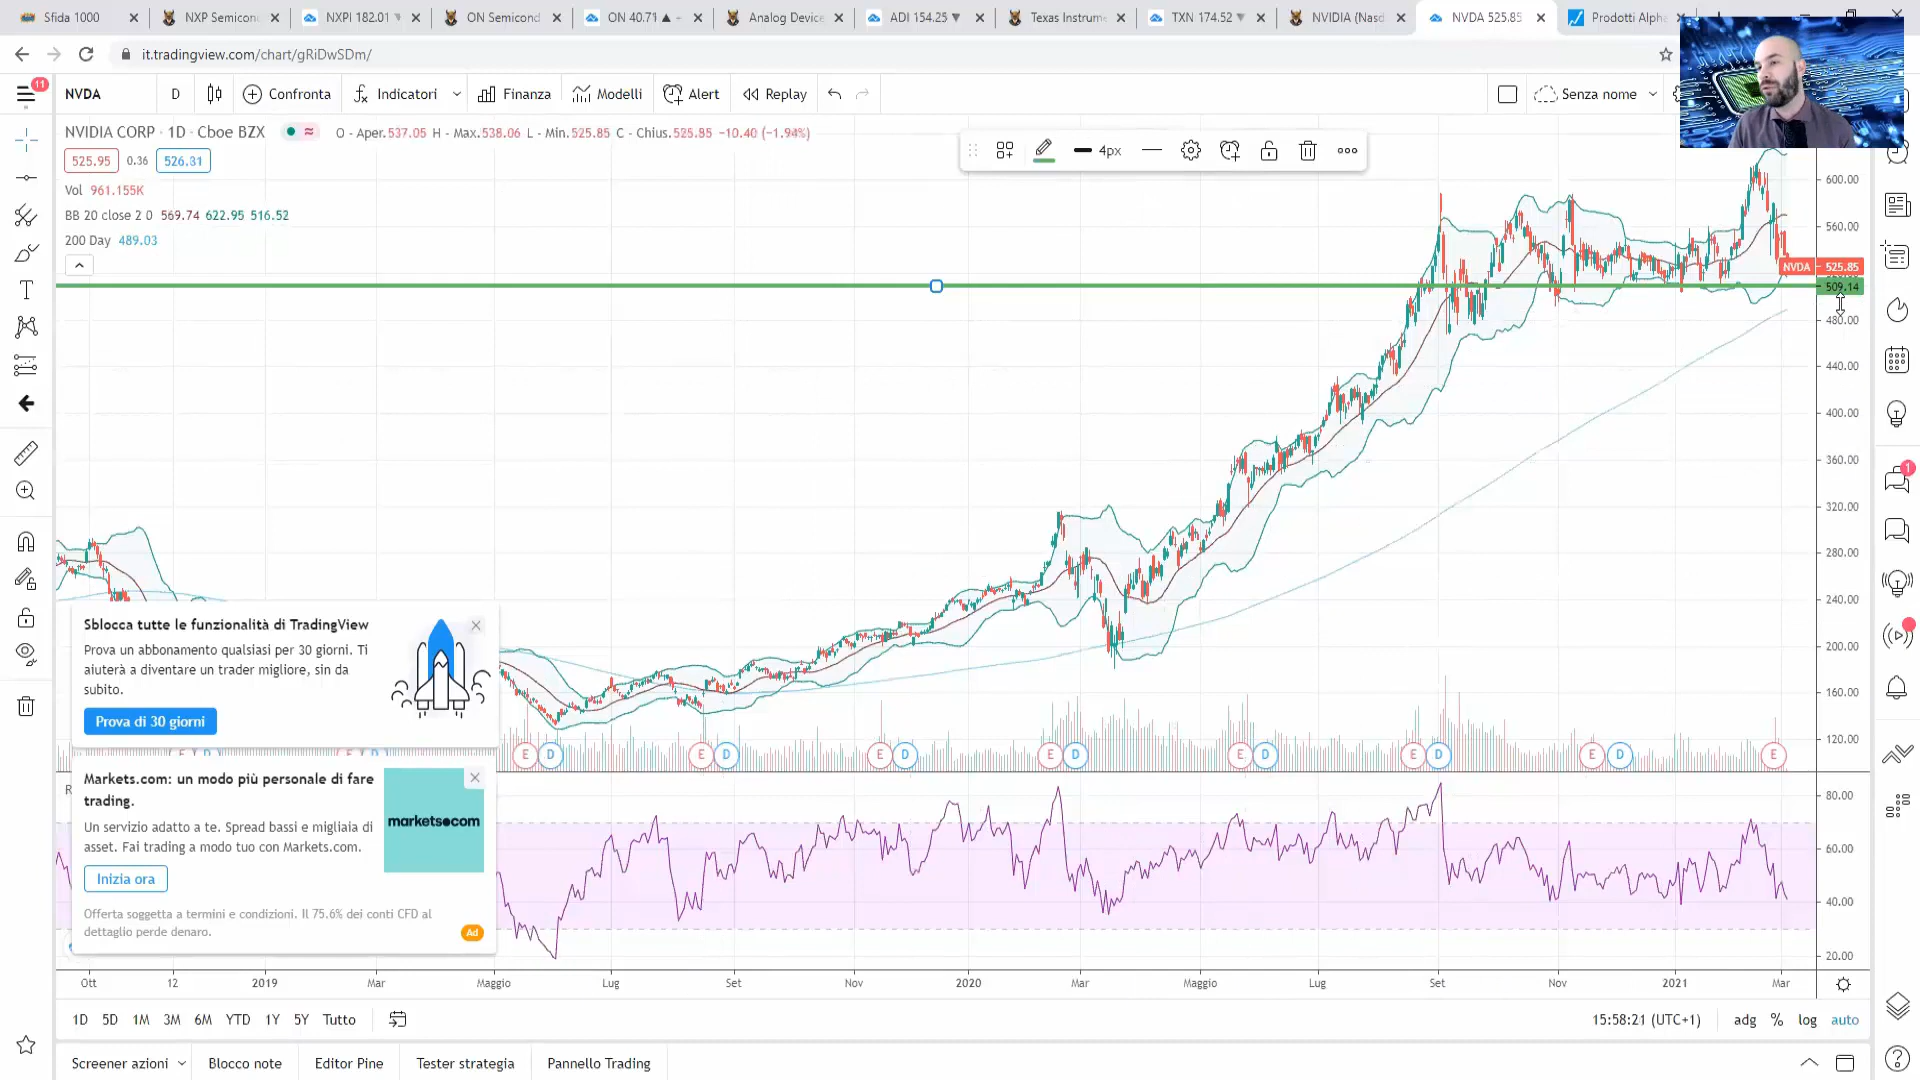 Sfida 1000
NXP Semicon
NXPI 182.01 ▼
ON Semicond
ON 40.71 ▲
Analog Device
ADI 154.25 ▼
Texas Instrum
TXN 174.52 ▼
NVIDIA (Nasd
NVDA 525.85
Prodotti Alpha
it.tradingview.com/chart/gRiDwSDm/
11
NVDA
D
Confronta
Indicatori
Finanza
Modelli
Alert
Replay
Senza nome
NVIDIA CORP · 1D · Cboe BZX
O - Aper.537.05 H - Max.538.06 L - Min.525.85 C - Chius.525.85 −10.40 (−1.94%)
525.95
0.36
526.31
4px
Vol 961.155K
BB 20 close 2 0 569.74 622.95 516.52
200 Day 489.03
600.00
560.00
NVDA 525.85
509.14
480.00
440.00
400.00
360.00
320.00
280.00
240.00
200.00
160.00
120.00
80.00
60.00
40.00
20.00
1
Sblocca tutte le funzionalità di TradingView
Prova un abbonamento qualsiasi per 30 giorni. Ti
aiuterà a diventare un trader migliore, sin da
subito.
Prova di 30 giorni
E D E D E D E D E D E D E D E
Markets.com: un modo più personale di fare
trading.
Un servizio adatto a te. Spread bassi e migliaia di
asset. Fai trading a modo tuo con Markets.com.
markets.com
Inizia ora
Offerta soggetta a termini e condizioni. Il 75.6% dei conti CFD al
dettaglio perde denaro.
Ad
Ott 12 2019 Mar Maggio Lug Set Nov 2020 Mar Maggio Lug Set Nov 2021 Mar
1D 5D 1M 3M 6M YTD 1Y 5Y Tutto
15:58:21 (UTC+1)
adg % log auto
Screener azioni
Blocco note
Editor Pine
Tester strategia
Pannello Trading